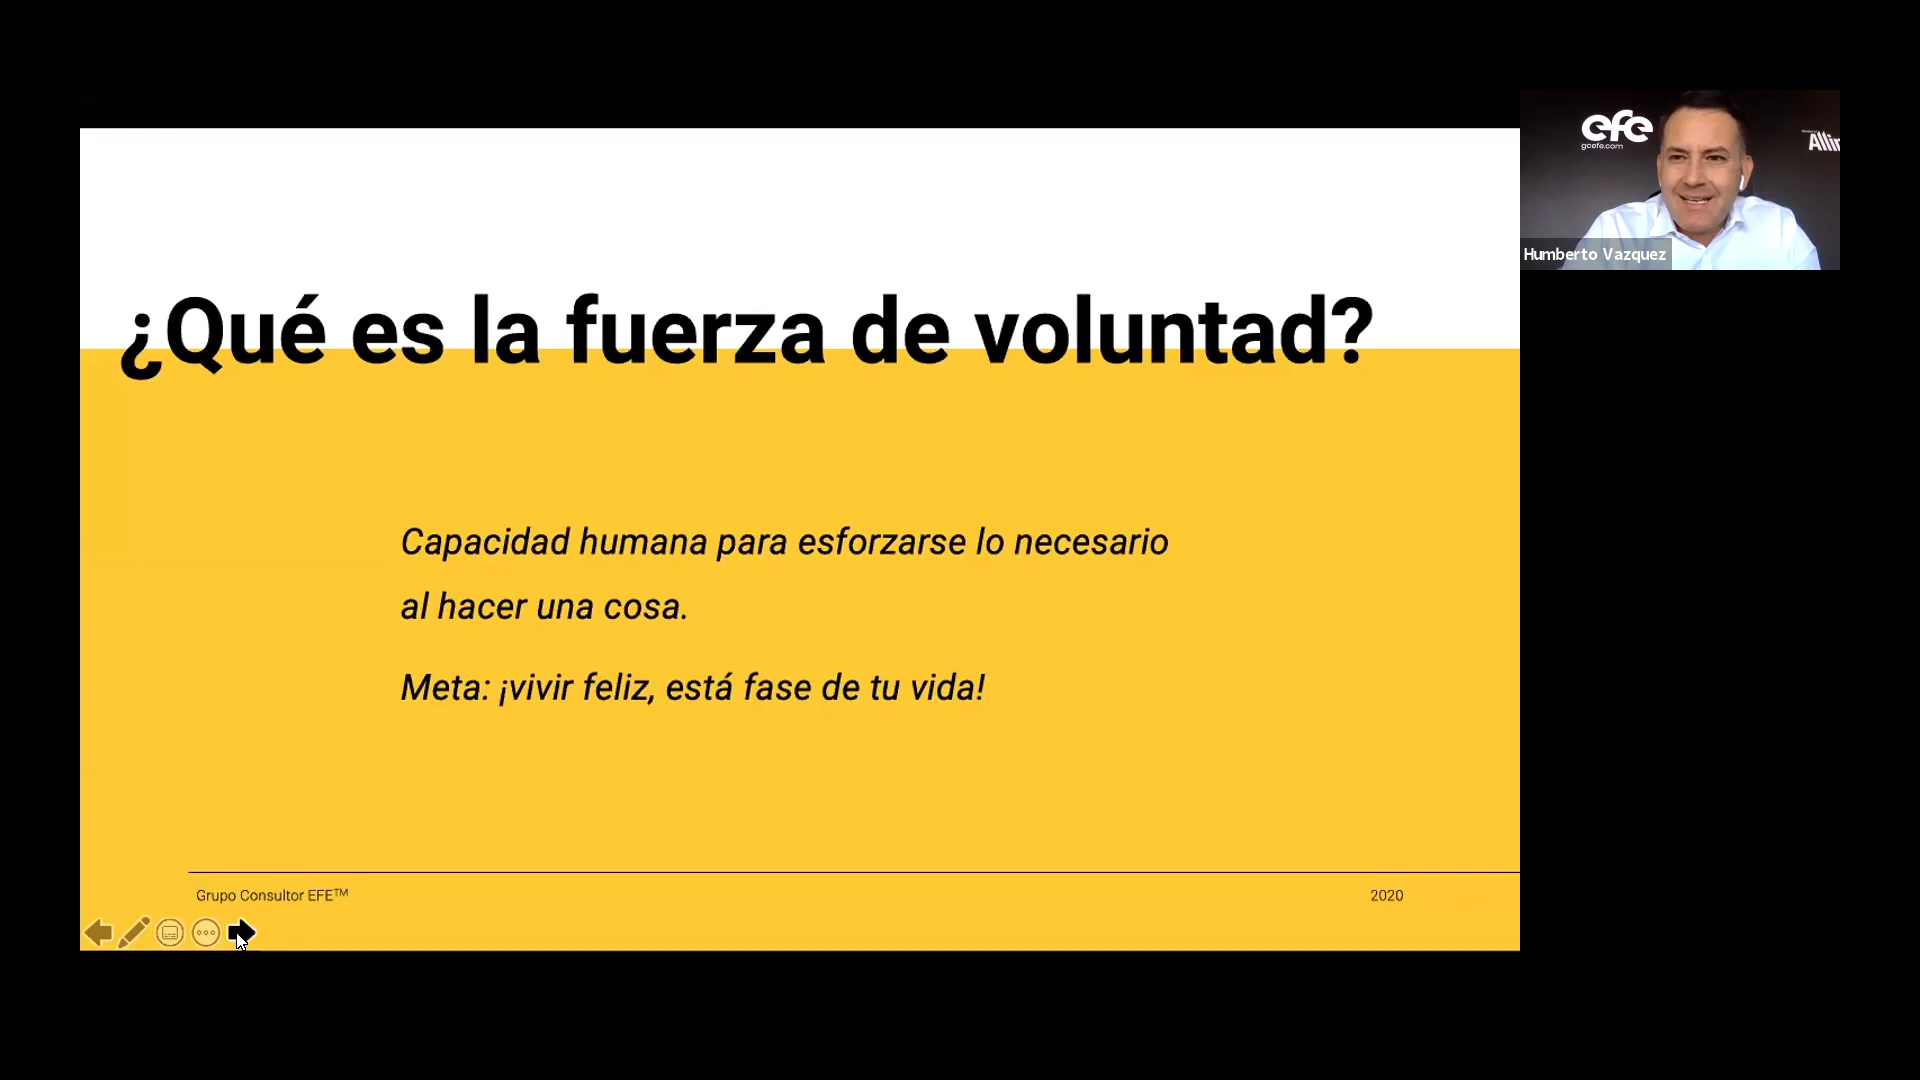 ¿Qué es la fuerza de voluntad?
Capacidad humana para esforzarse lo necesario
al hacer una cosa.
Meta: ¡vivir feliz, está fase de tu vida!
Grupo Consultor EFE™
2020
efe
gcefe.com
Humberto Vazquez